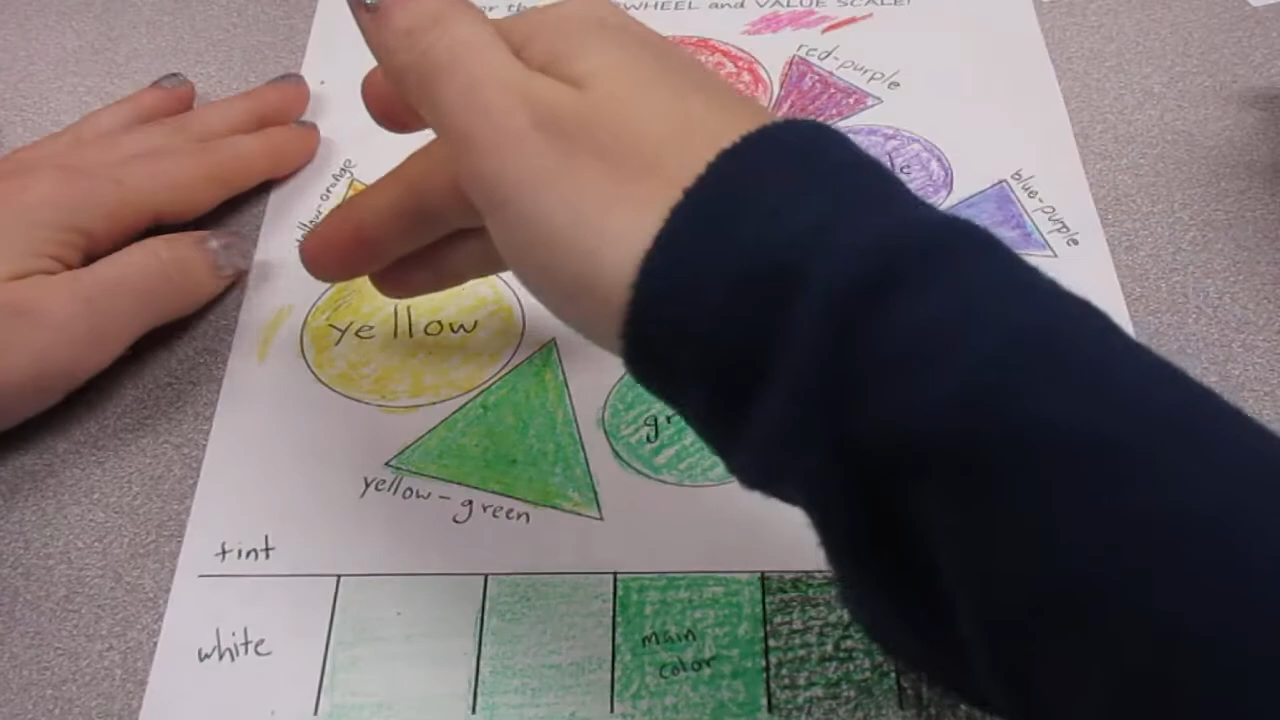 WHEEL and VALUE SCALE!
red-purple
blue-purple
yellow-orange
yellow
yellow-green
tint
white
main
color